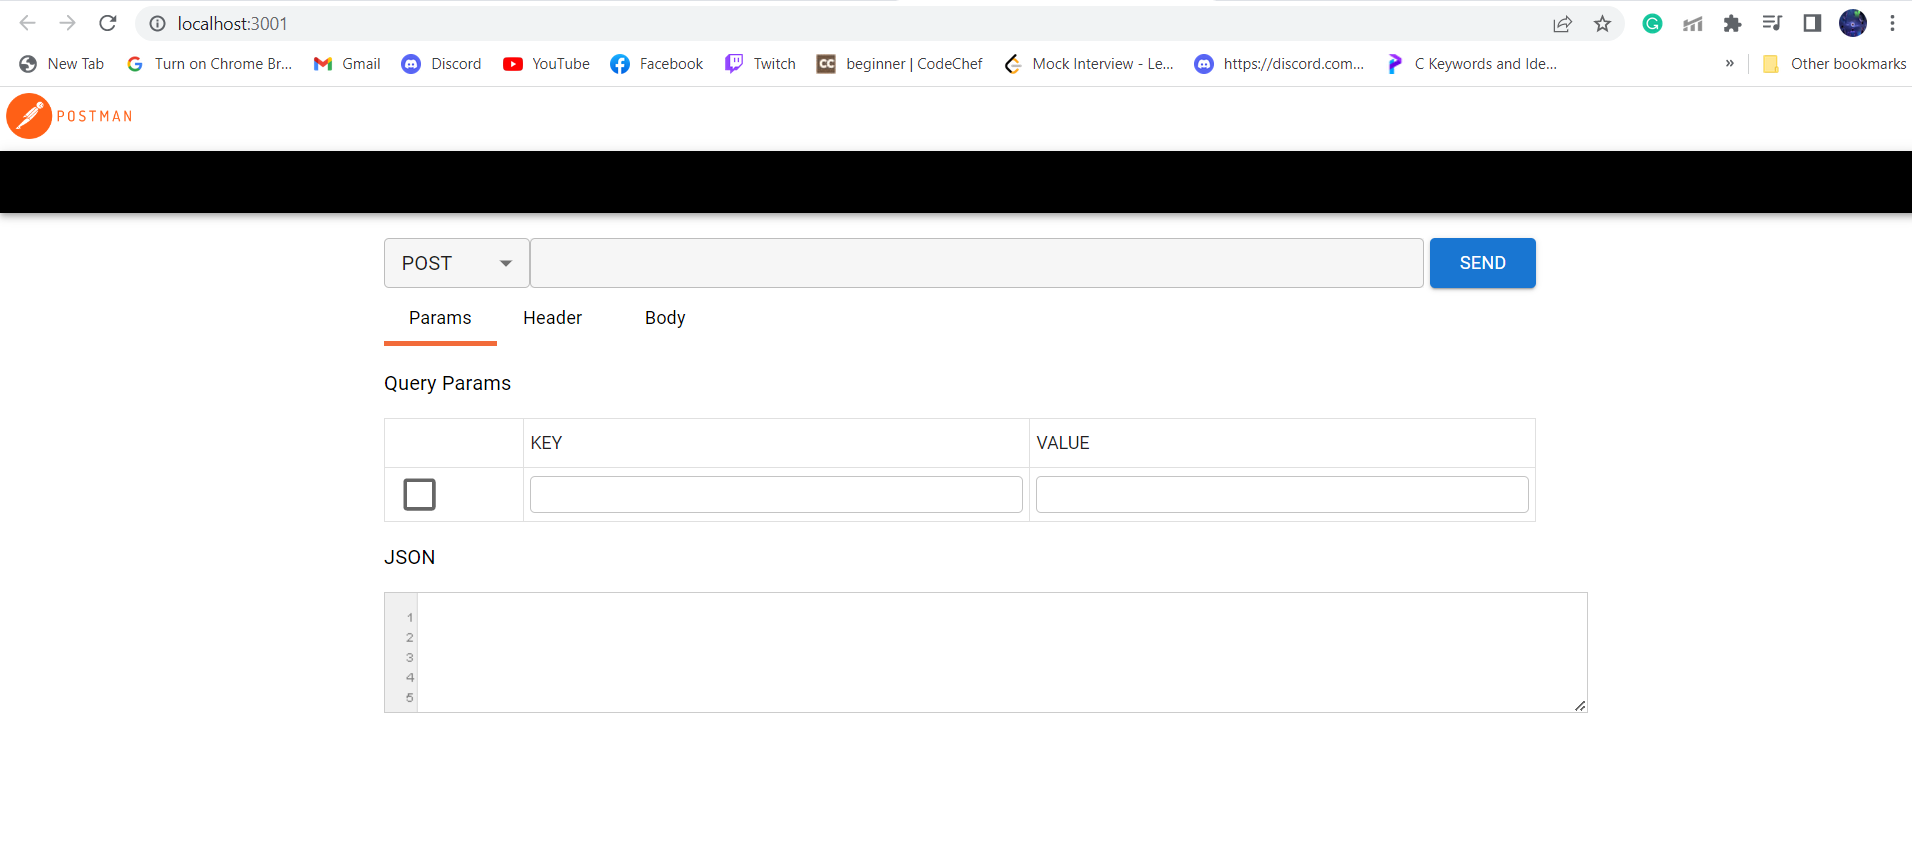 localhost:3001
New Tab Turn on Chrome Br... Gmail Discord YouTube Facebook Twitch CC beginner | CodeChef Mock Interview - Le... https://discord.com... C Keywords and Ide... » Other bookmarks
POSTMAN
POST SEND
Params Header Body
Query Params
KEY VALUE
JSON
1
2
3
4
5